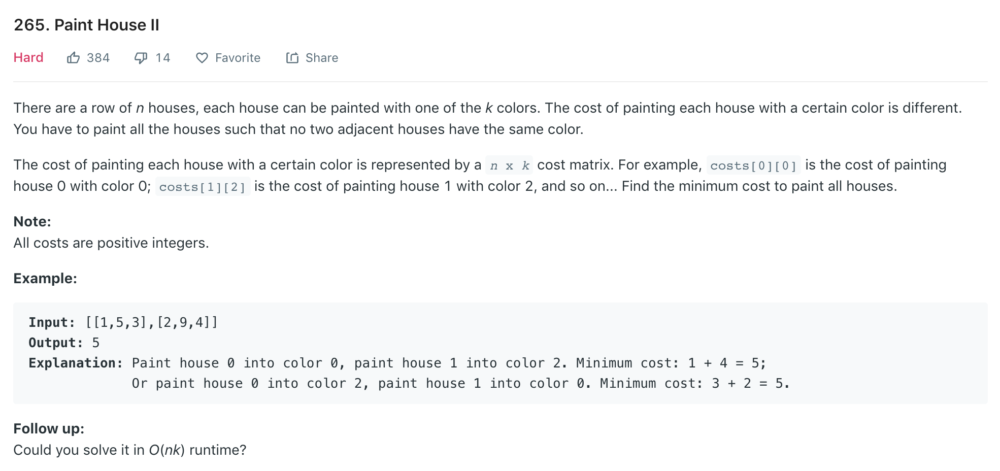 265. Paint House II
Hard 384 14 Favorite Share
There are a row of n houses, each house can be painted with one of the k colors. The cost of painting each house with a certain color is different.
You have to paint all the houses such that no two adjacent houses have the same color.
The cost of painting each house with a certain color is represented by a n x k cost matrix. For example, costs[0][0] is the cost of painting
house 0 with color 0; costs[1][2] is the cost of painting house 1 with color 2, and so on... Find the minimum cost to paint all houses.
Note:
All costs are positive integers.
Example:
Input: [[1,5,3],[2,9,4]]
Output: 5
Explanation: Paint house 0 into color 0, paint house 1 into color 2. Minimum cost: 1 + 4 = 5;
Or paint house 0 into color 2, paint house 1 into color 0. Minimum cost: 3 + 2 = 5.
Follow up:
Could you solve it in O(nk) runtime?